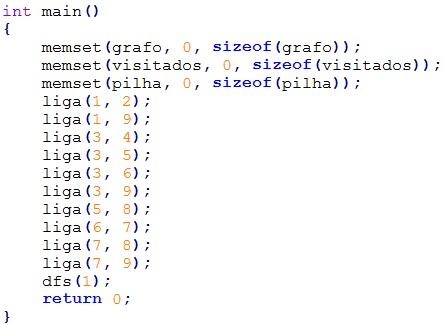 int main()
{
memset(grafo, 0, sizeof(grafo));
memset(visitados, 0, sizeof(visitados));
memset(pilha, 0, sizeof(pilha));
liga(1, 2);
liga(1, 9);
liga(3, 4);
liga(3, 5);
liga(3, 6);
liga(3, 9);
liga(5, 8);
liga(6, 7);
liga(7, 8);
liga(7, 9);
dfs(1);
return 0;
}